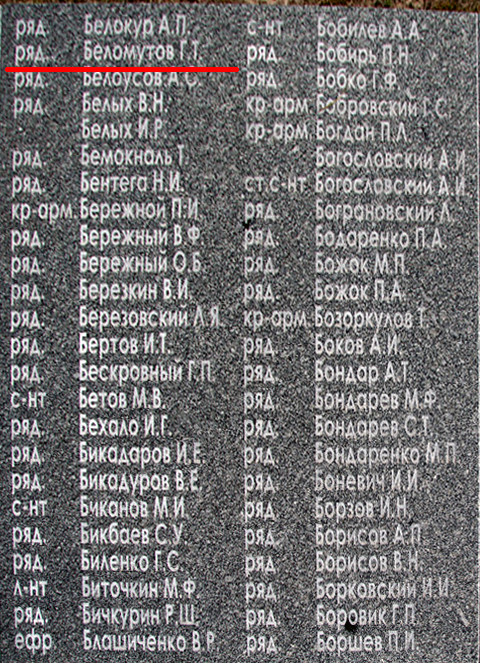 ряд. Белокур А.П.
ряд. Беломутов Г.Т.
ряд. Белоусов А.С.
ряд. Белых В.Н.
Белых И.Р.
ряд. Бемокналь Т.
ряд. Бентега Н.И.
кр-арм. Бережной П.И.
ряд. Бережный В.Ф.
ряд. Бережный О.Б.
ряд. Березкин В.И.
ряд. Березовский Л.Я.
ряд. Бертов И.Т.
ряд. Бескровный Г.П.
с-нт Бетов М.В.
ряд. Бехало И.Г.
ряд. Бикадаров И.Е.
ряд. Бикадуров В.Е.
с-нт Биканов М.И.
ряд. Бикбаев С.У.
ряд. Биленко Г.С.
л-нт Биточкин М.Ф.
ряд. Бичкурин Р.Ш.
ефр. Блашиченко В.Р.
с-нт Бобилев А.А.
ряд. Бобирь П.Н.
ряд. Бобко Г.Ф.
кр-арм. Бобровский Г.С.
кр-арм. Богдан П.Л.
Богословский А.И.
ст.с-нт Богословский А.И.
ряд. Бограновский Л.
ряд. Бодаренко П.А.
ряд. Божок М.П.
ряд. Божок П.А.
кр-арм. Бозоркулов Т.
ряд. Боков А.И.
ряд. Бондар А.Т.
ряд. Бондарев М.Ф.
ряд. Бондарев С.Т.
ряд. Бондаренко М.П.
ряд. Боневич И.И.
ряд. Борзов И.Н.
ряд. Борисов А.П.
ряд. Борисов В.Н.
ряд. Борковский И.И.
ряд. Боровик Г.П.
ряд. Боршев П.И.